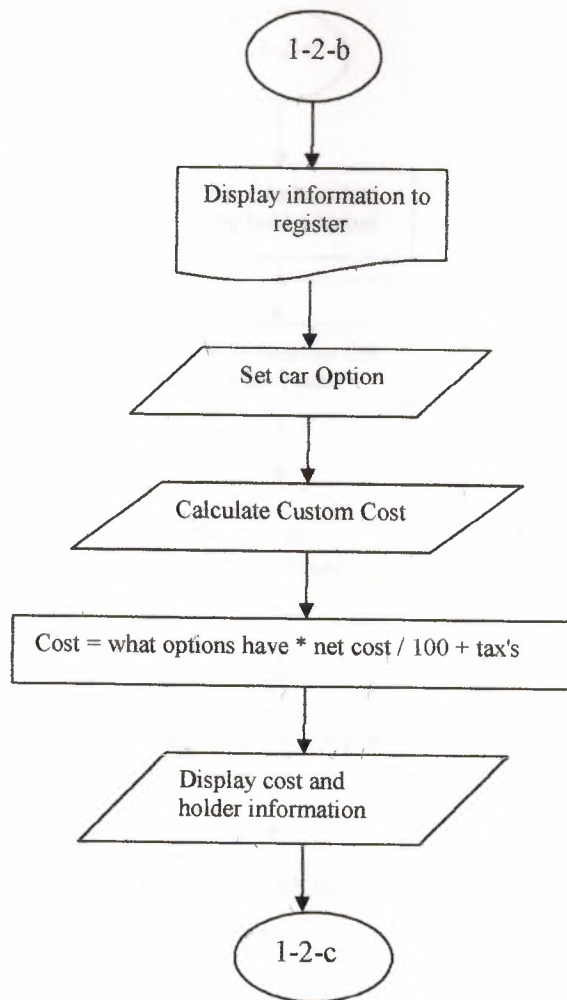 1-2-b
Display information to
register
Set car Option
Calculate Custom Cost
Cost = what options have * net cost / 100 + tax's
Display cost and
holder information
1-2-c